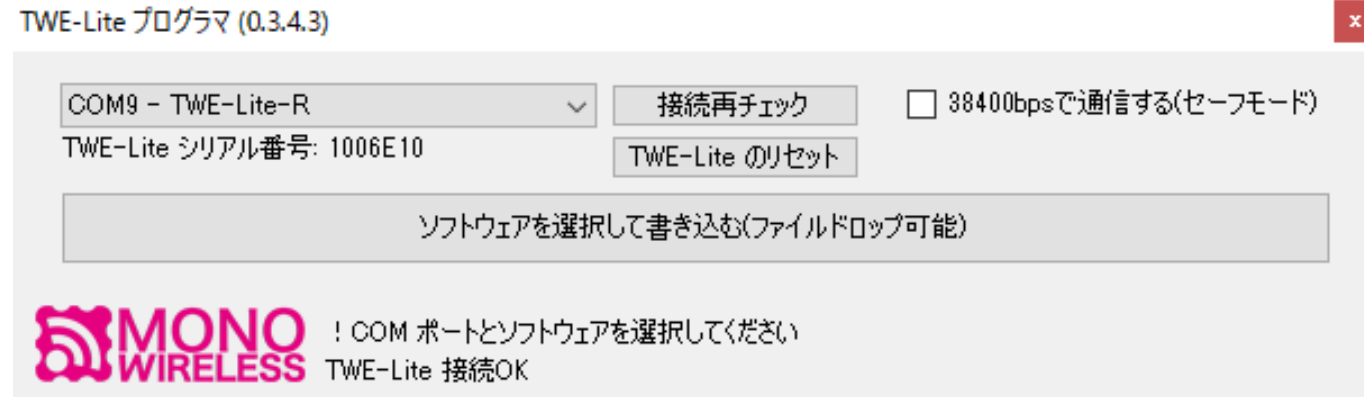 TWE-Lite プログラマ (0.3.4.3)
x
COM9 - TWE-Lite-R
接続再チェック
38400bpsで通信する(セーフモード)
TWE-Lite シリアル番号: 1006E10
TWE-Lite のリセット
ソフトウェアを選択して書き込む(ファイルドロップ可能)
MONO
WIRELESS
! COM ポートとソフトウェアを選択してください
TWE-Lite 接続OK